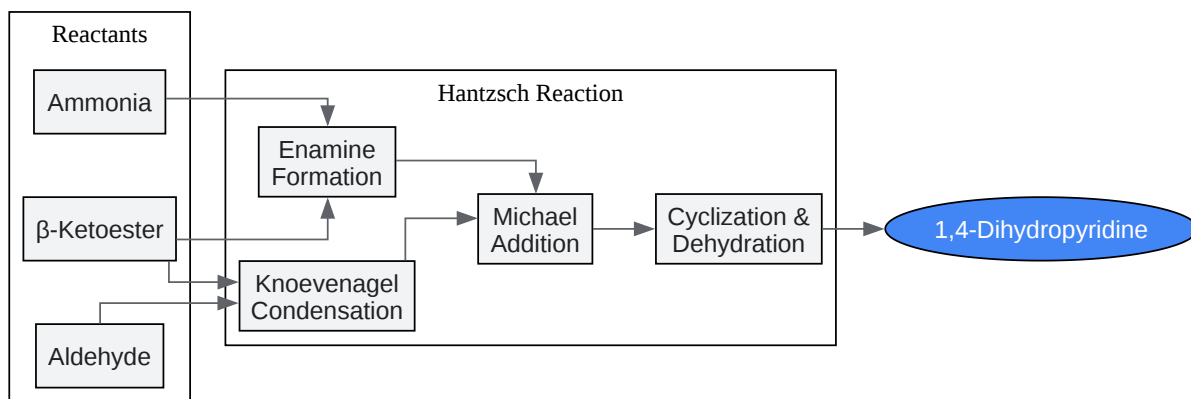 Reactants
Ammonia
β-Ketoester
Aldehyde
Hantzsch Reaction
Enamine
Formation
Knoevenagel
Condensation
Michael
Addition
Cyclization &
Dehydration
1,4-Dihydropyridine